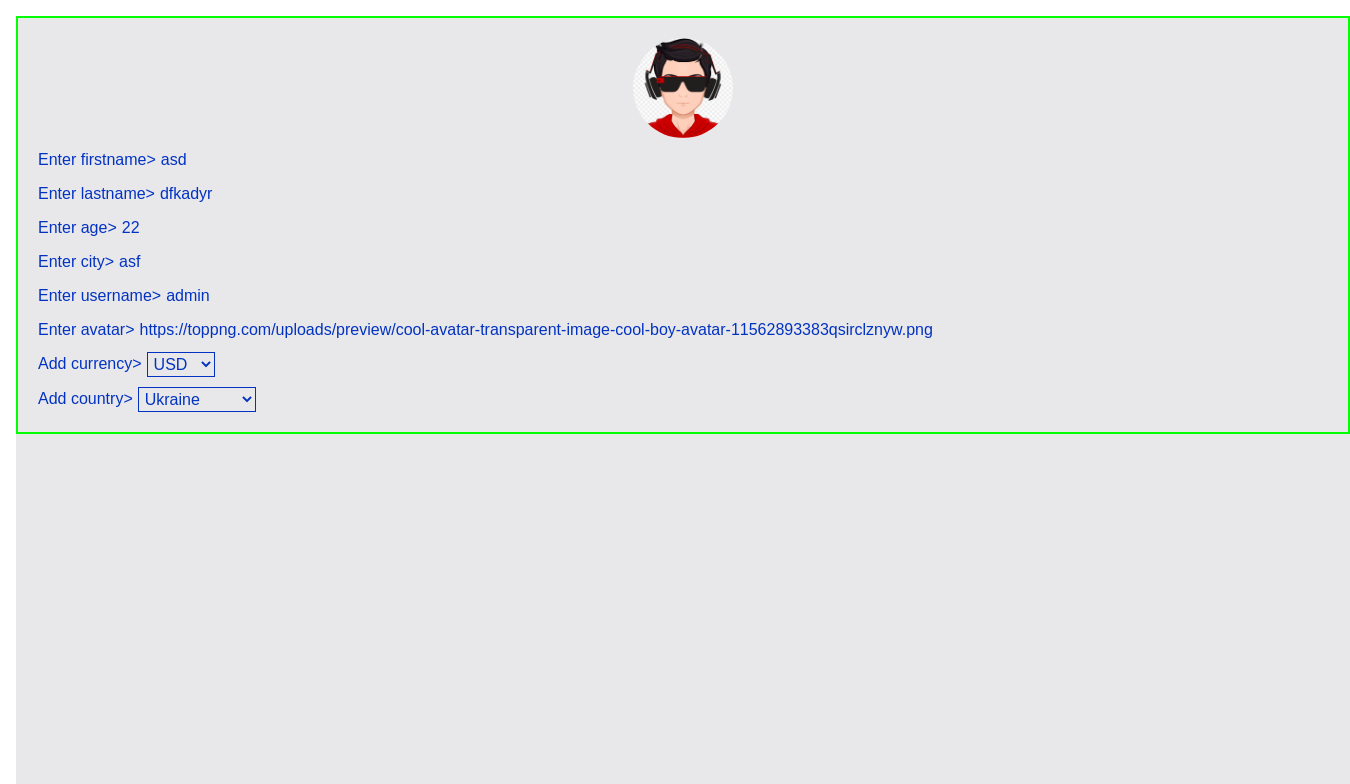 Enter firstname> asd
Enter lastname> dfkadyr
Enter age> 22
Enter city> asf
Enter username> admin
Enter avatar> https://toppng.com/uploads/preview/cool-avatar-transparent-image-cool-boy-avatar-11562893383qsirclznyw.png
Add currency> USD
Add country> Ukraine